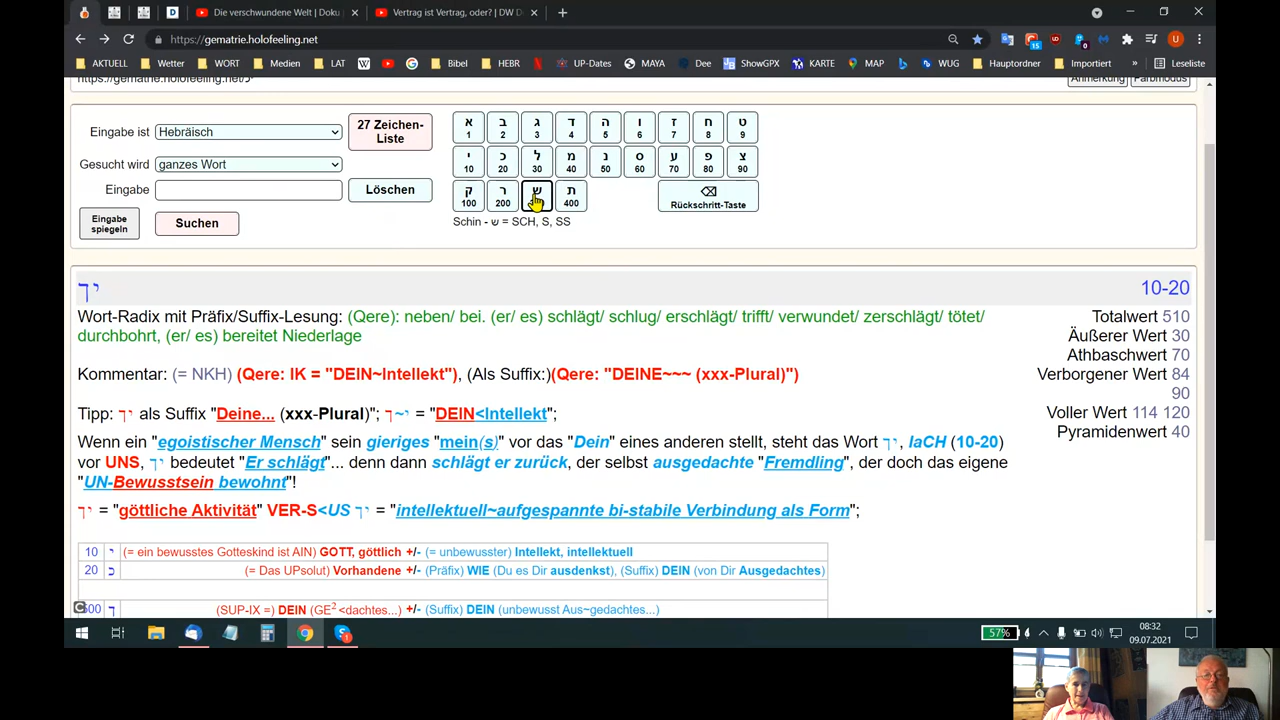 Die verschwundene Welt | Doku
Vertrag ist Vertrag, oder? | DW D
https://gematrie.holofeeling.net
AKTUELL Wetter WORT Medien LAT Bibel HEBR UP-Dates MAYA Dee ShowGPX KARTE MAP WUG Hauptordner Importiert » Leseliste
Anmerkung Farbmodus
Eingabe ist Hebräisch
27 Zeichen-
Liste
Gesucht wird ganzes Wort
Eingabe
Löschen
Eingabe
spiegeln
Suchen
א ב ג ד ה ו ז ח ט
1 2 3 4 5 6 7 8 9
י כ ל מ נ ס ע פ צ
10 20 30 40 50 60 70 80 90
ק ר ש ת
100 200 400
Rückschritt-Taste
Schin - ש = SCH, S, SS
יך 10-20
Wort-Radix mit Präfix/Suffix-Lesung: (Qere): neben/ bei. (er/ es) schlägt/ schlug/ erschlägt/ trifft/ verwundet/ zerschlägt/ tötet/
durchbohrt, (er/ es) bereitet Niederlage
Kommentar: (= NKH) (Qere: IK = "DEIN~Intellekt"), (Als Suffix:)(Qere: "DEINE~~~ (xxx-Plural)")
Tipp: יך als Suffix "Deine... (xxx-Plural"; ך~י = "DEIN<Intellekt";
Wenn ein "egoistischer Mensch" sein gieriges "mein(s)" vor das "Dein" eines anderen stellt, steht das Wort יך, IaCH (10-20)
vor UNS, יך bedeutet "Er schlägt"... denn dann schlägt er zurück, der selbst ausgedachte "Fremdling", der doch das eigene
"UN-Bewusstsein bewohnt"!
יך = "göttliche Aktivität" VER-S<US יך = "intellektuell~aufgespannte bi-stabile Verbindung als Form";
Totalwert 510
Äußerer Wert 30
Athbaschwert 70
Verborgener Wert 84
90
Voller Wert 114 120
Pyramidenwert 40
10 י (= ein bewusstes Gotteskind ist AIN) GOTT, göttlich +/- (= unbewusster) Intellekt, intellektuell
20 כ (= Das UPsolut) Vorhandene +/- (Präfix) WIE (Du es Dir ausdenkst), (Suffix) DEIN (von Dir Ausgedachtes)
ך (SUP-IX =) DEIN (GE² <dachtes...) +/- (Suffix) DEIN (unbewusst Aus~gedachtes...)
57%
08:32
09.07.2021